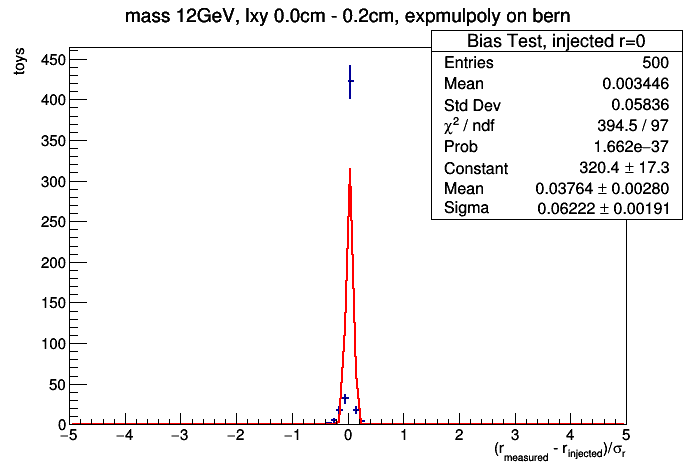 mass 12GeV, lxy 0.0cm - 0.2cm, expmulpoly on bern
Bias Test, injected r=0
Entries 500
Mean 0.003446
Std Dev 0.05836
χ² / ndf 394.5 / 97
Prob 1.662e−37
Constant 320.4 ± 17.3
Mean 0.03764 ± 0.00280
Sigma 0.06222 ± 0.00191
toys
450
400
350
300
250
200
150
100
50
0
−5 −4 −3 −2 −1 0 1 2 3 4 5
(r_measured - r_injected)/σ_r